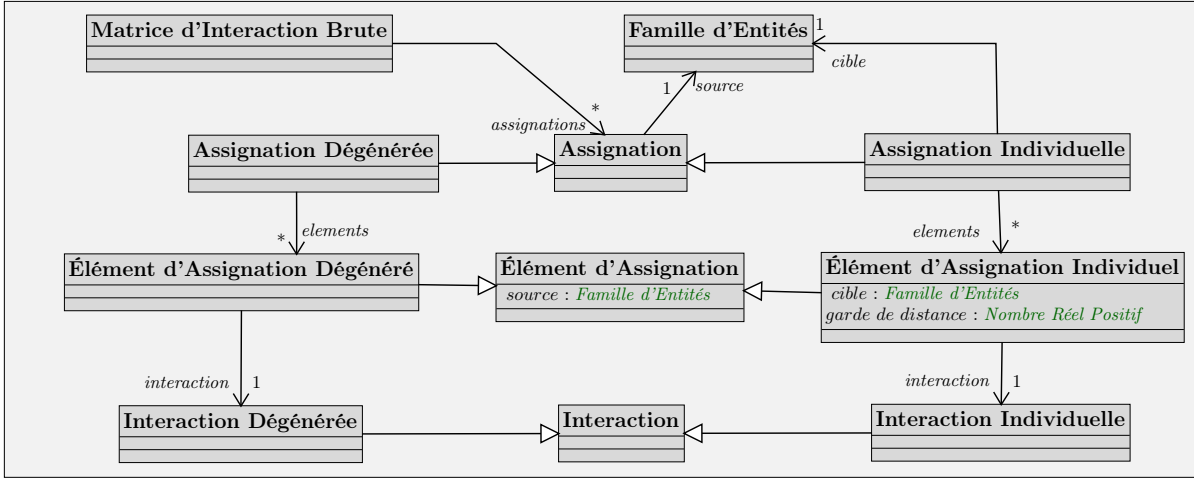 Matrice d'Interaction Brute
Famille d'Entités
1
cible
1
source
*
assignations
Assignation Dégénérée
Assignation
Assignation Individuelle
*
elements
elements
*
Élément d'Assignation Dégénéré
Élément d'Assignation
source : Famille d'Entités
Élément d'Assignation Individuel
cible : Famille d'Entités
garde de distance : Nombre Réel Positif
interaction
1
interaction
1
Interaction Dégénérée
Interaction
Interaction Individuelle